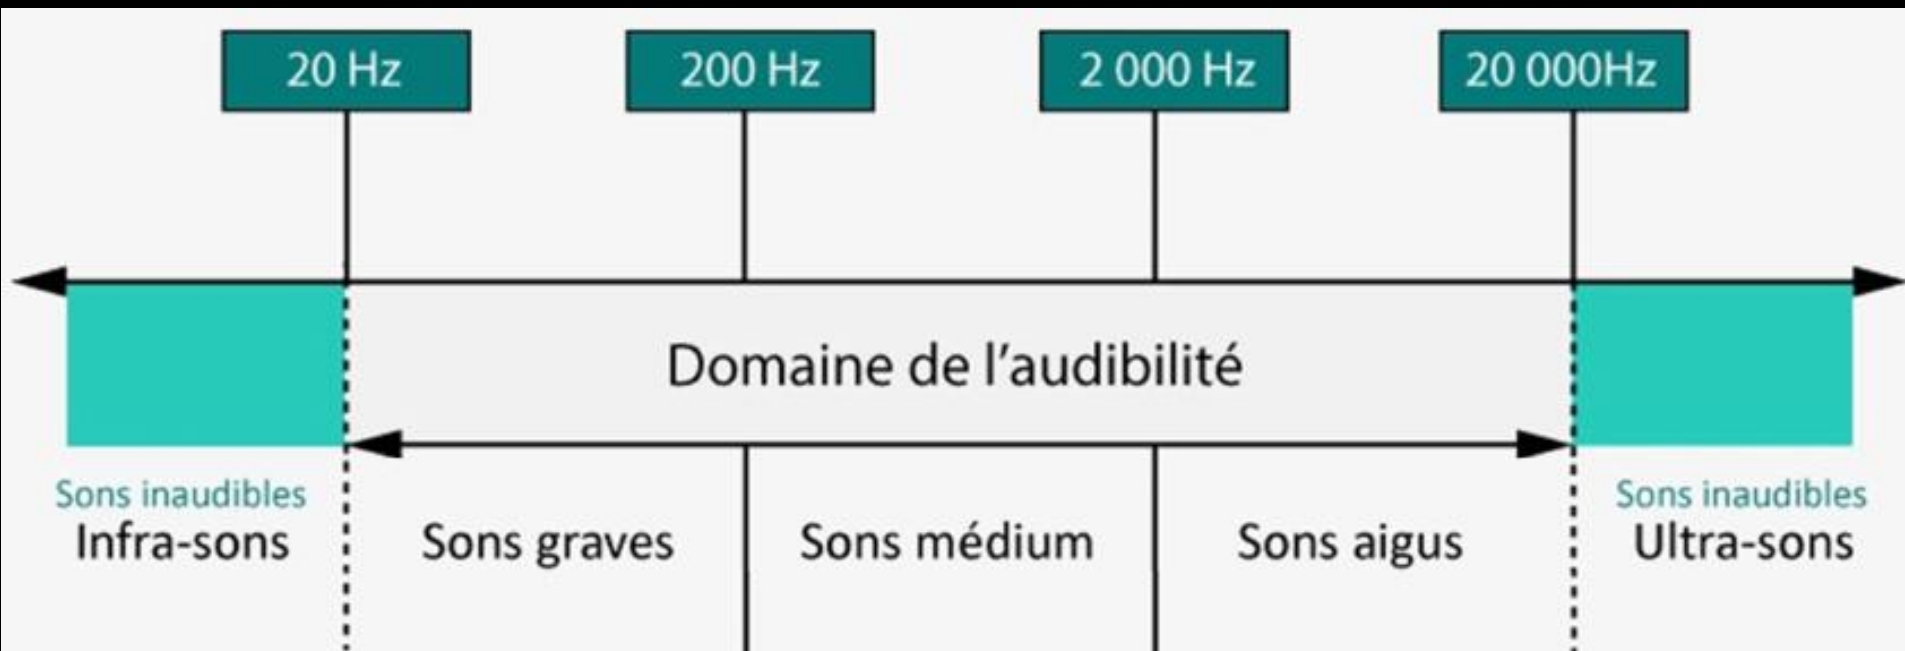 20 Hz
200 Hz
2 000 Hz
20 000Hz
Domaine de l’audibilité
Sons inaudibles
Infra-sons
Sons graves
Sons médium
Sons aigus
Sons inaudibles
Ultra-sons